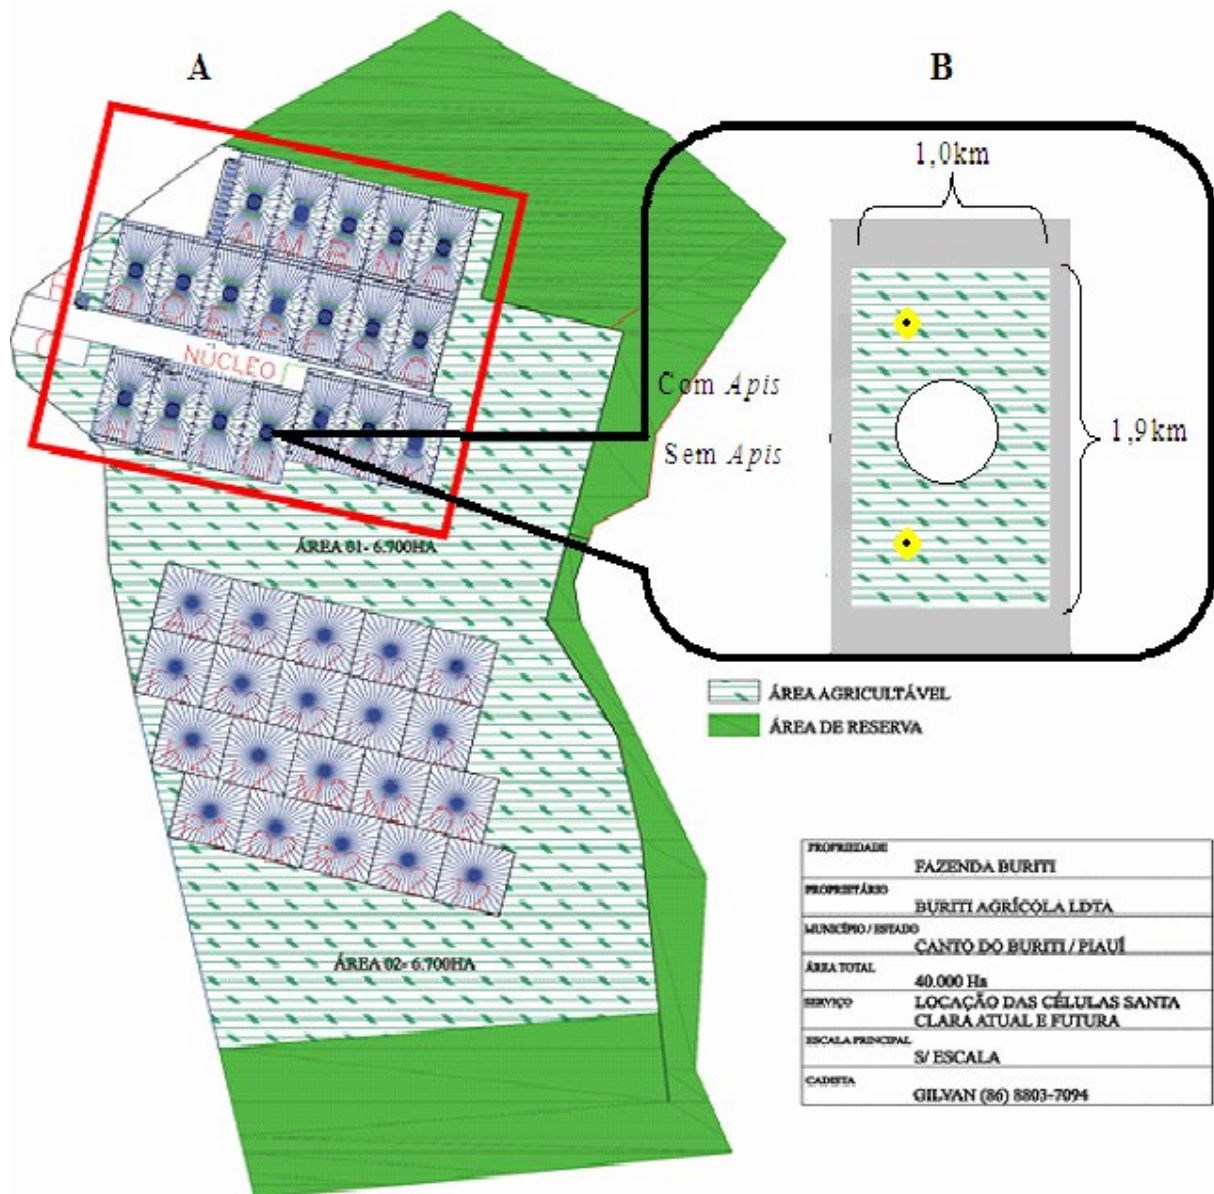 A
B
1,0km
A M B N C
D O E P F S G
NÚCLEO
Com Apis
Sem Apis
1,9km
ÁREA 01- 6.700HA
ÁREA AGRICULTÁVEL
ÁREA DE RESERVA
PROPRIEDADE
FAZENDA BURITI
PROPRIETÁRIO
BURITI AGRÍCOLA LDTA
MUNICÍPIO / ESTADO
CANTO DO BURITI / PIAUÍ
ÁREA TOTAL
40.000 Ha
SERVIÇO
LOCAÇÃO DAS CÉLULAS SANTA
CLARA ATUAL E FUTURA
ESCALA PRINCIPAL
S/ ESCALA
CADISTA
GILVAN (86) 8803-7094
ÁREA 02- 6.700HA